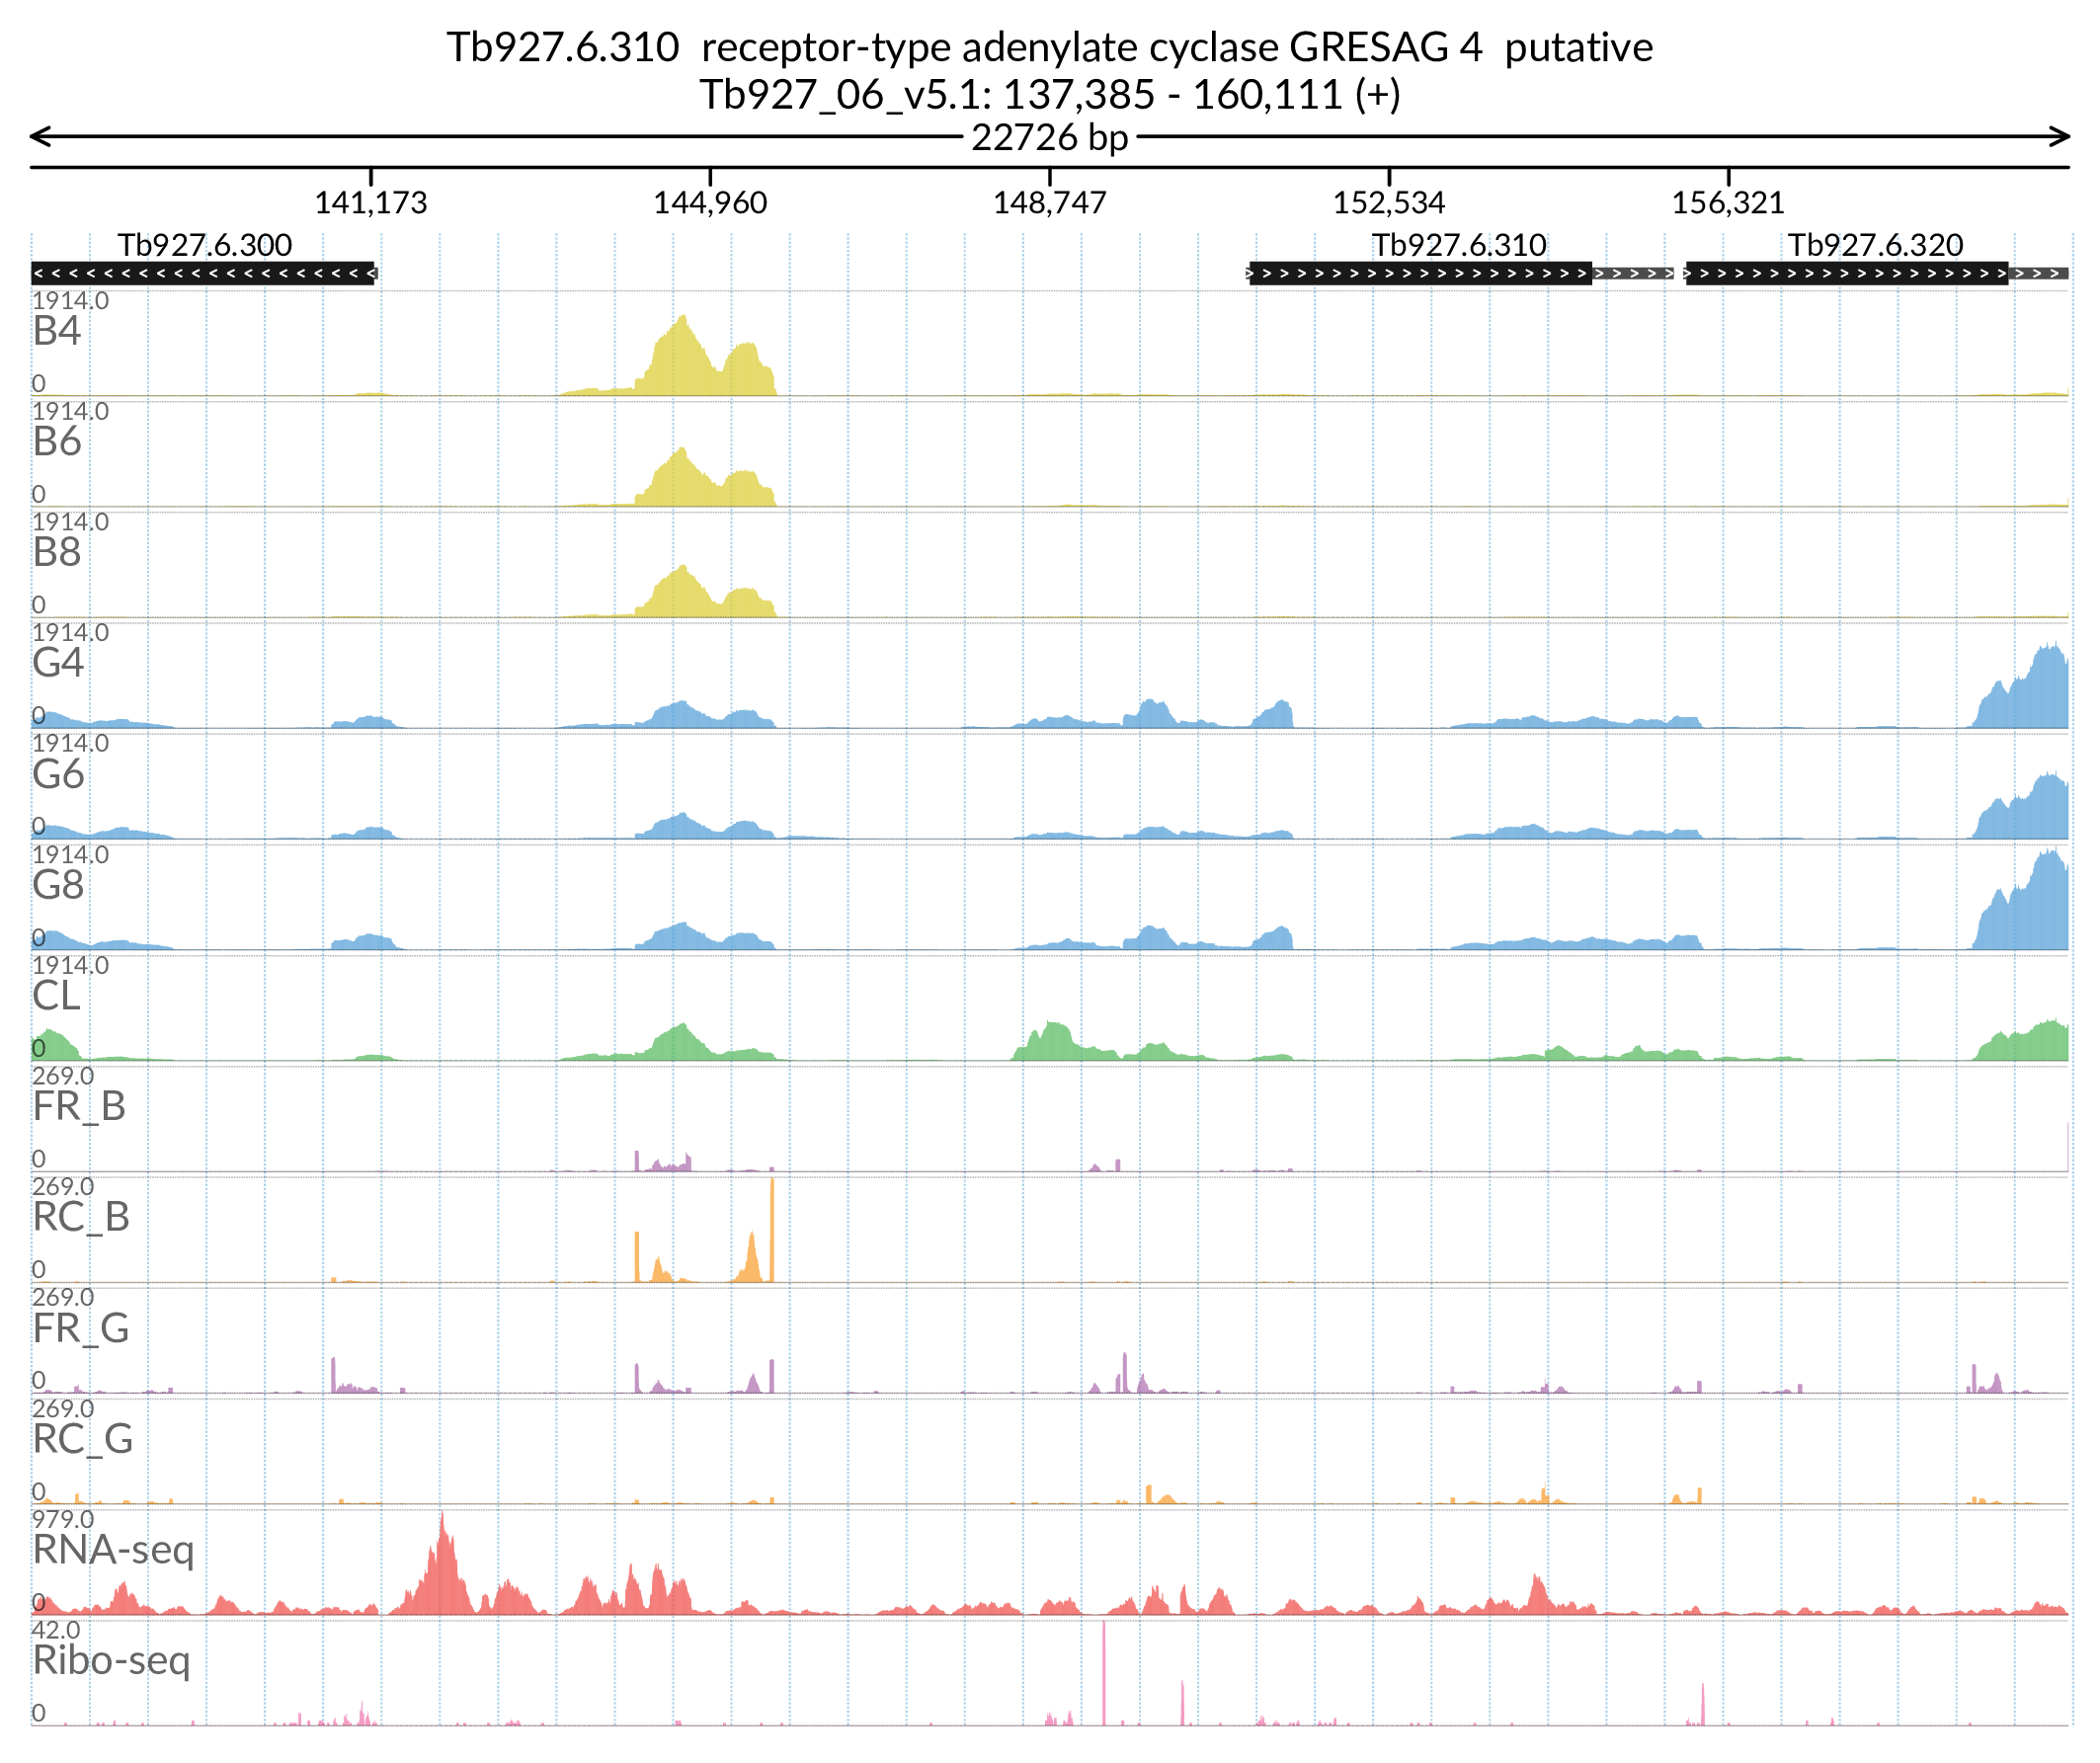 Tb927.6.310  receptor-type adenylate cyclase GRESAG 4  putative
Tb927_06_v5.1: 137,385 - 160,111 (+)
22726 bp
141,173 144,960 148,747 152,534 156,321
Tb927.6.300 Tb927.6.310 Tb927.6.320
1914.0
B4
0
1914.0
B6
0
1914.0
B8
0
1914.0
G4
0
1914.0
G6
0
1914.0
G8
0
1914.0
CL
0
269.0
FR_B
0
269.0
RC_B
0
269.0
FR_G
0
269.0
RC_G
0
979.0
RNA-seq
0
42.0
Ribo-seq
0